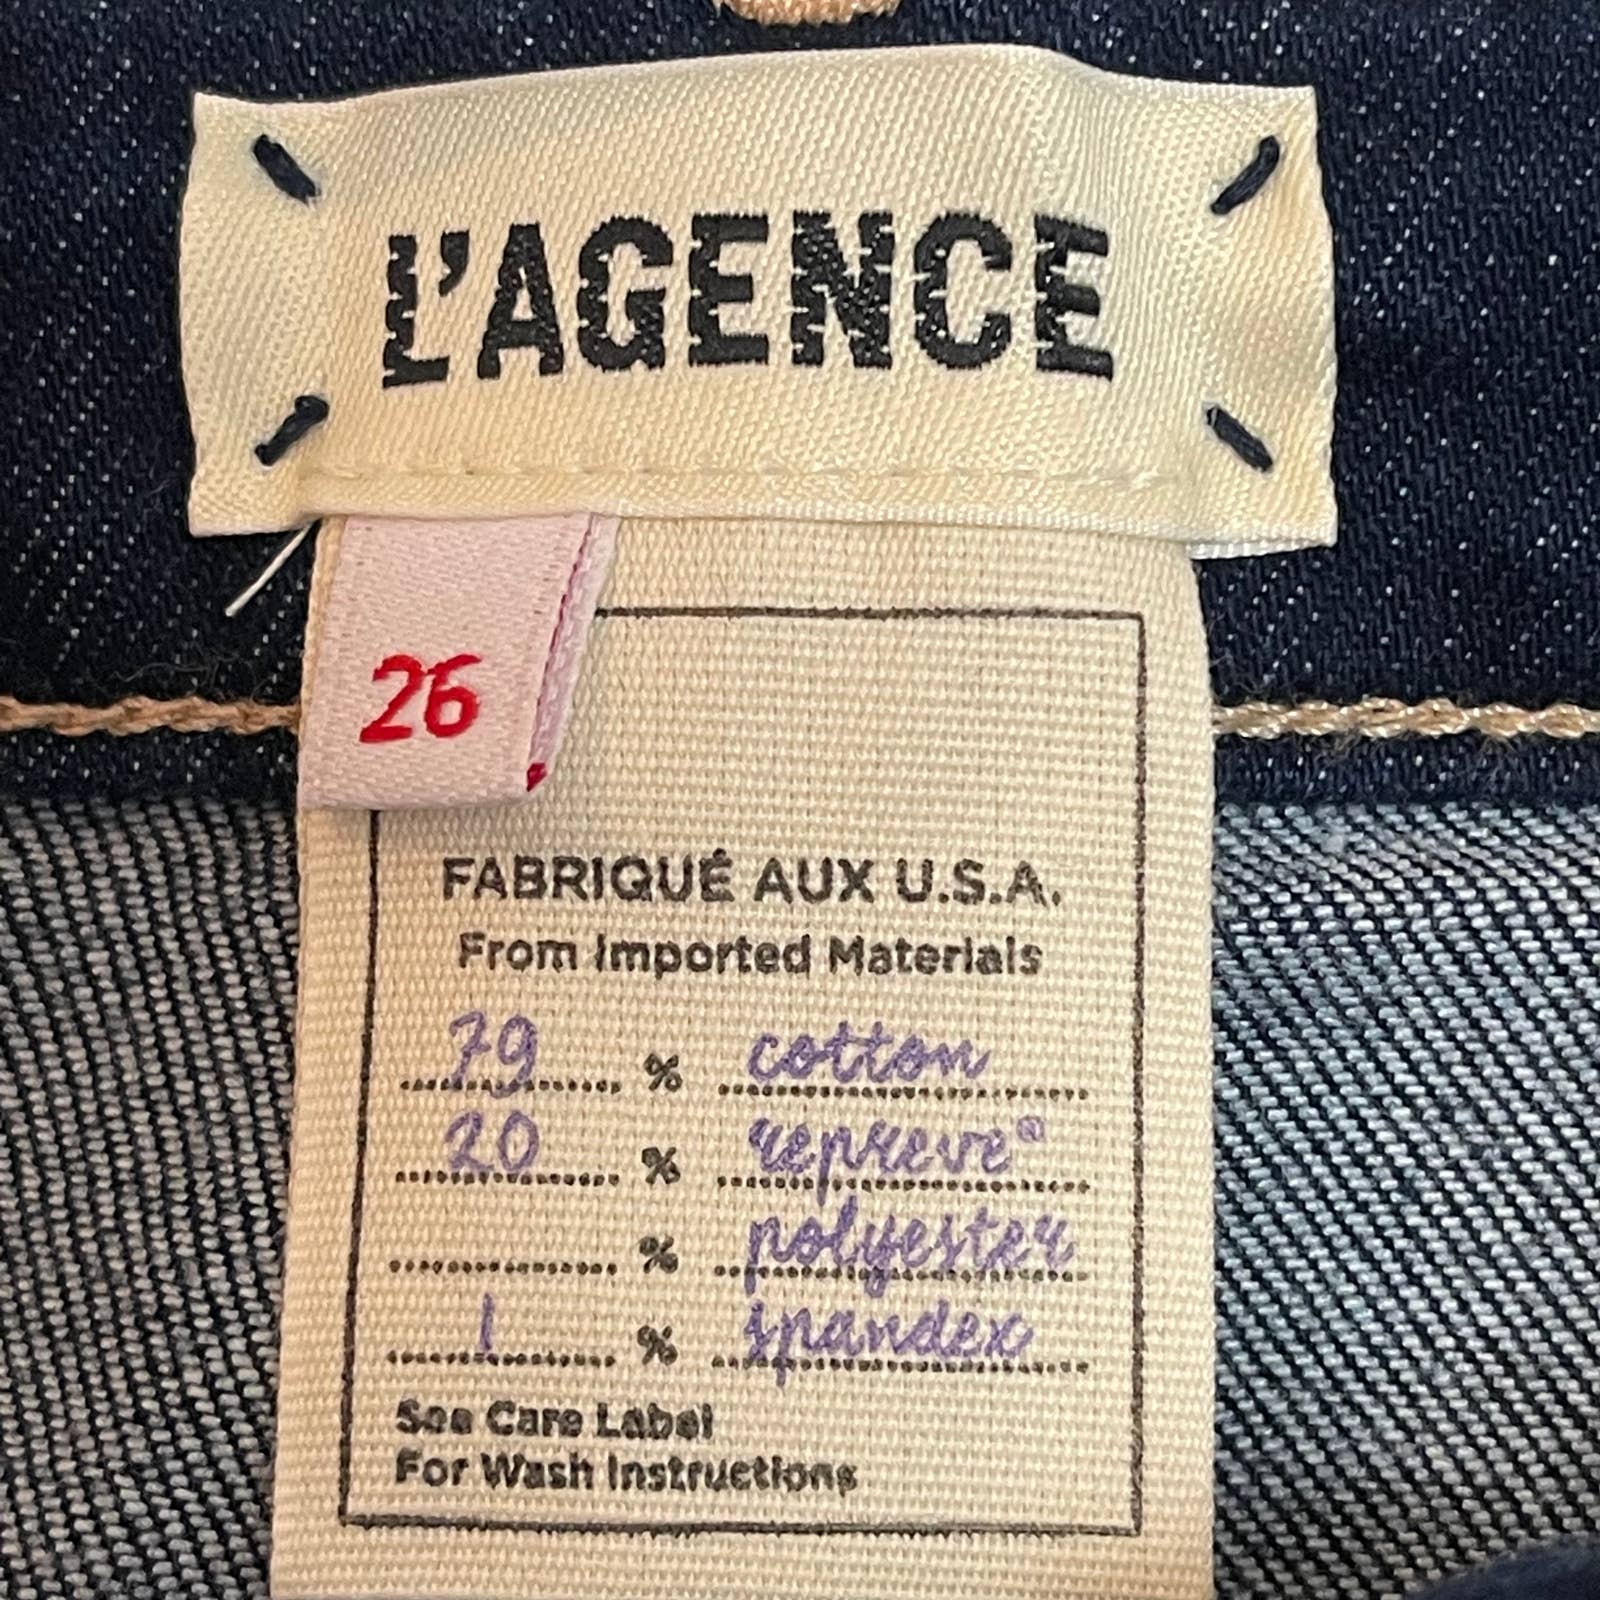 L'AGENCE
26
FABRIQUÉ AUX U.S.A.
From Imported Materials
79 % cotton
20 % repreve®
% polyester
1 % spandex
See Care Label
For Wash Instructions